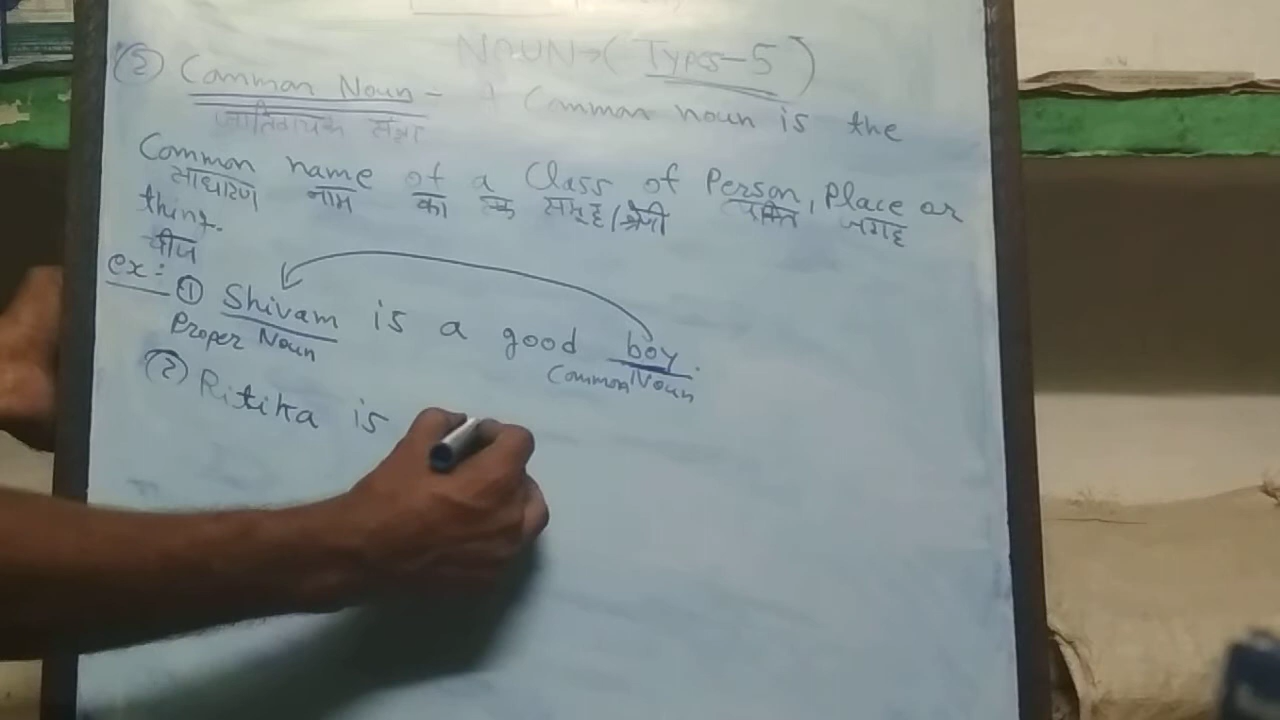 NOUN→(Types-5)
(2) Common Noun - A Common noun is the
जातिवाचक संज्ञा
Common name of a Class of Person, Place or
साधारण नाम का एक समूह/श्रेणी व्यक्ति जगह
thing.
चीज
ex:- ① Shivam is a good boy.
Proper Noun Common Noun
(2) Ritika is